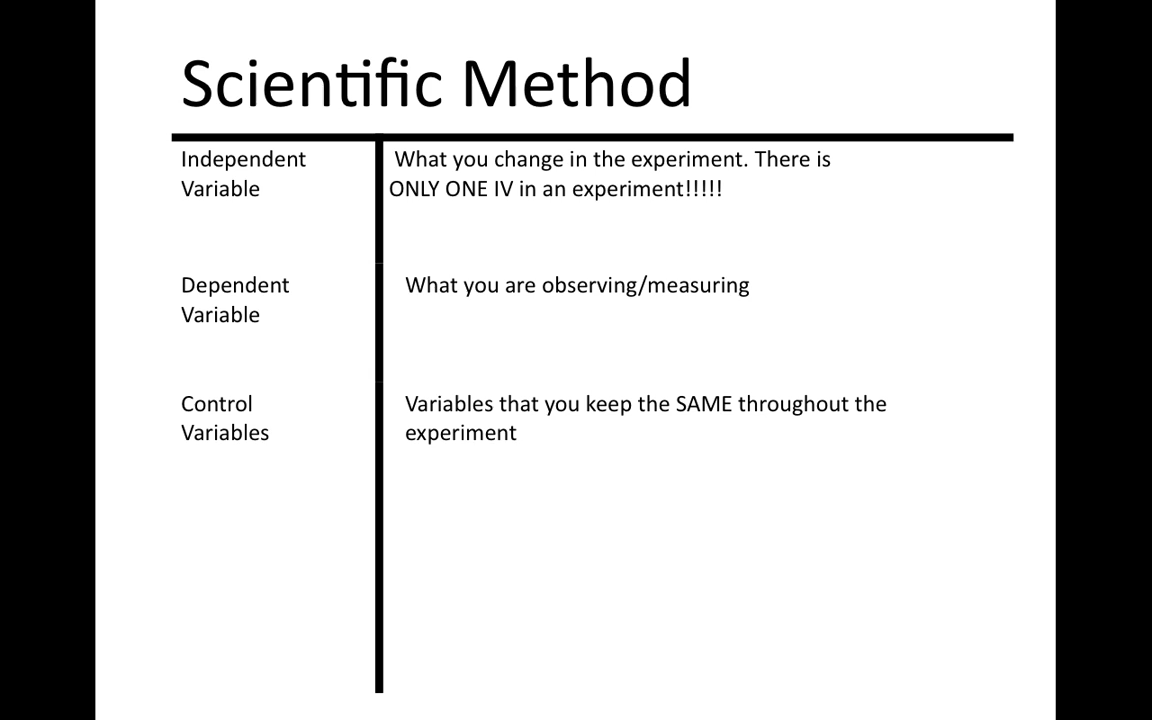 Scientific Method
Independent
Variable
What you change in the experiment. There is
ONLY ONE IV in an experiment!!!!!
Dependent
Variable
What you are observing/measuring
Control
Variables
Variables that you keep the SAME throughout the
experiment